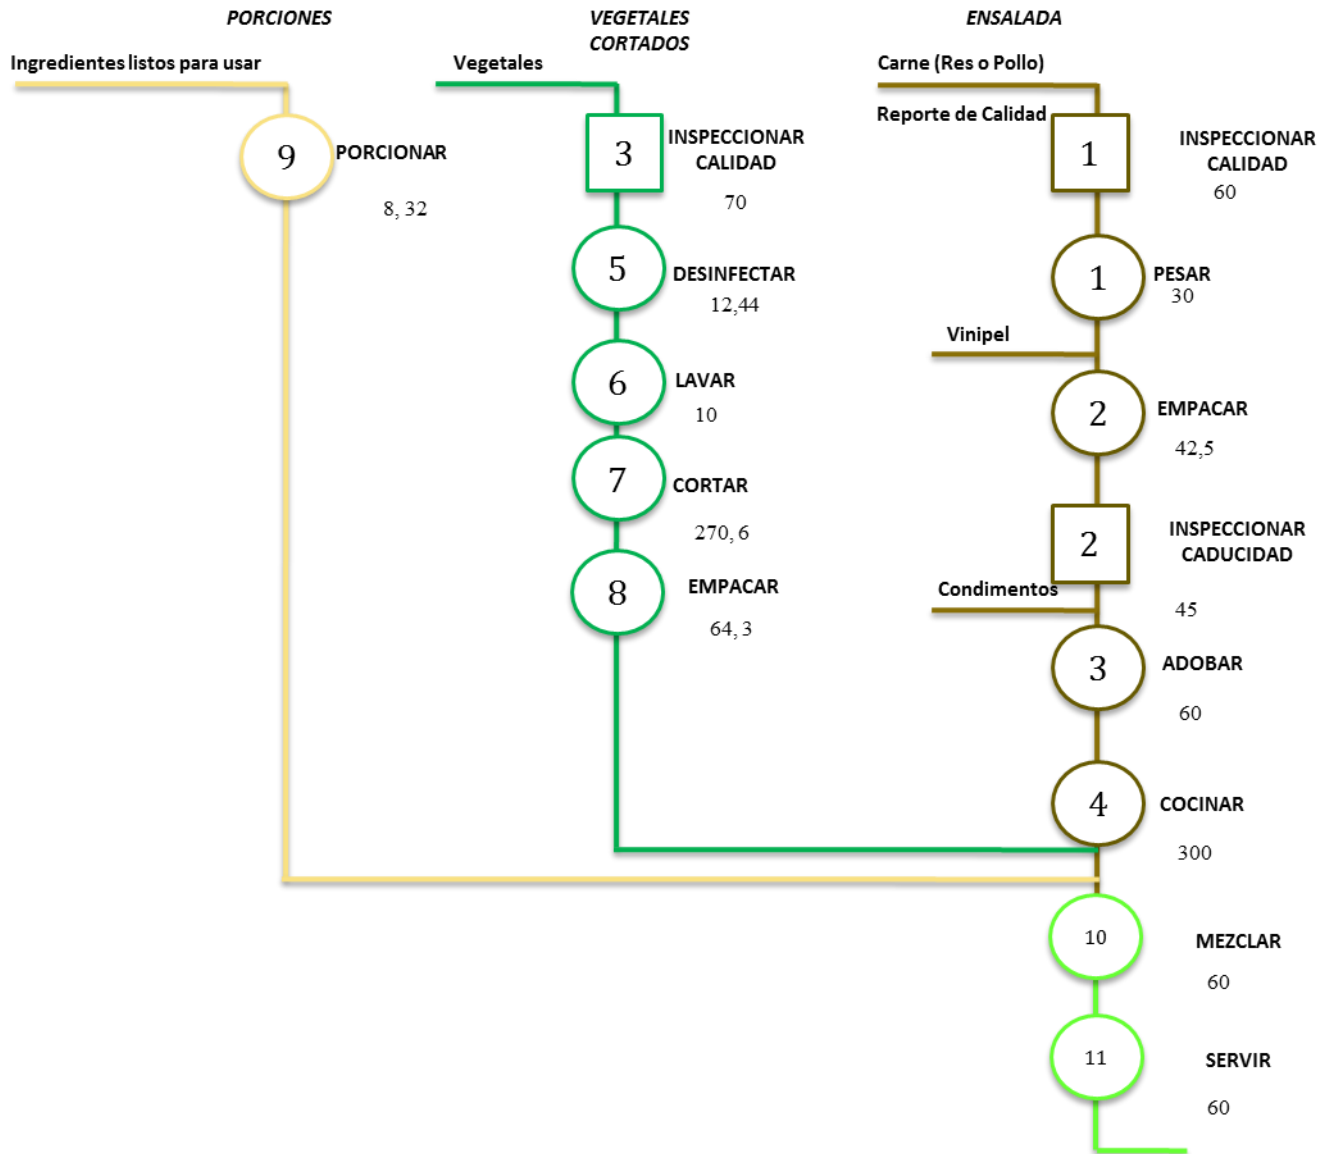 PORCIONES
Ingredientes listos para usar
9
PORCIONAR
8, 32
VEGETALES
CORTADOS
Vegetales
3
INSPECCIONAR
CALIDAD
70
5
DESINFECTAR
12,44
6
LAVAR
10
7
CORTAR
270, 6
8
EMPACAR
64, 3
ENSALADA
Carne (Res o Pollo)
Reporte de Calidad
1
INSPECCIONAR
CALIDAD
60
1
PESAR
30
Vinipel
2
EMPACAR
42,5
2
INSPECCIONAR
CADUCIDAD
45
Condimentos
3
ADOBAR
60
4
COCINAR
300
10
MEZCLAR
60
11
SERVIR
60